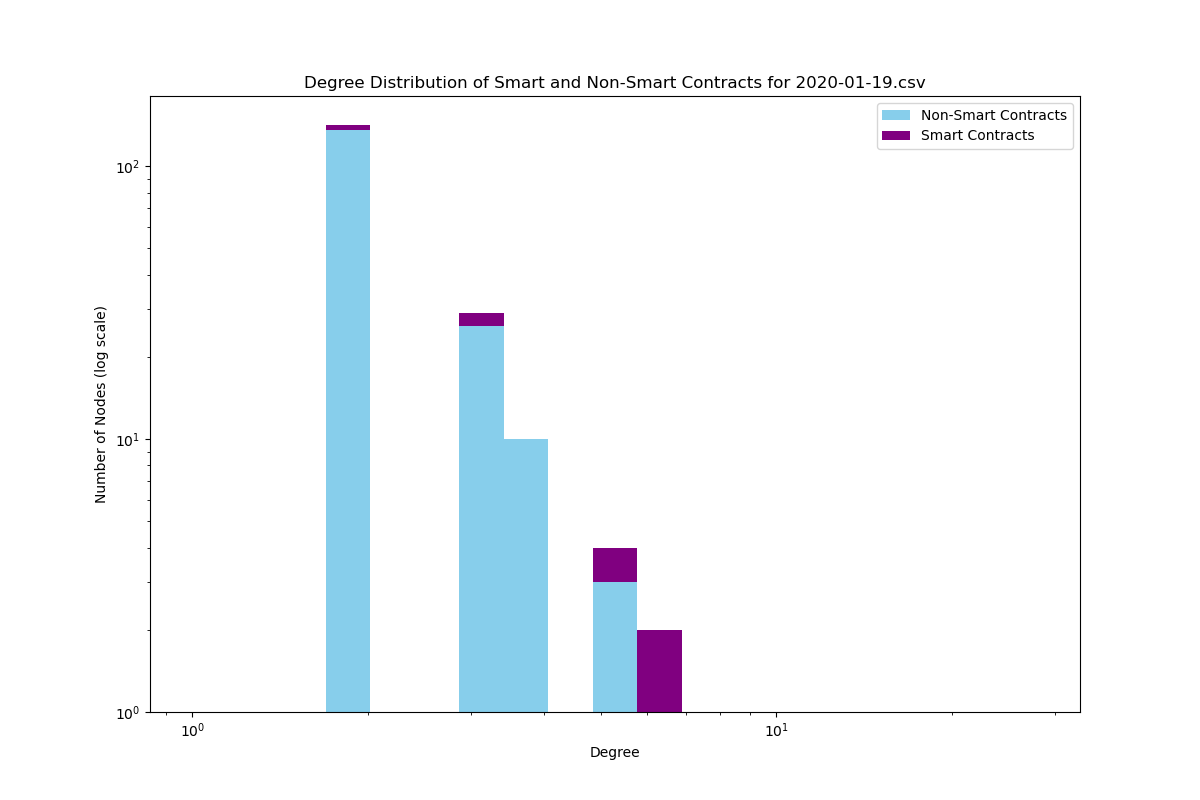 Degree Distribution of Smart and Non-Smart Contracts for 2020-01-19.csv
Non-Smart Contracts
Smart Contracts
Number of Nodes (log scale)
10²
10¹
10⁰
10⁰
10¹
Degree